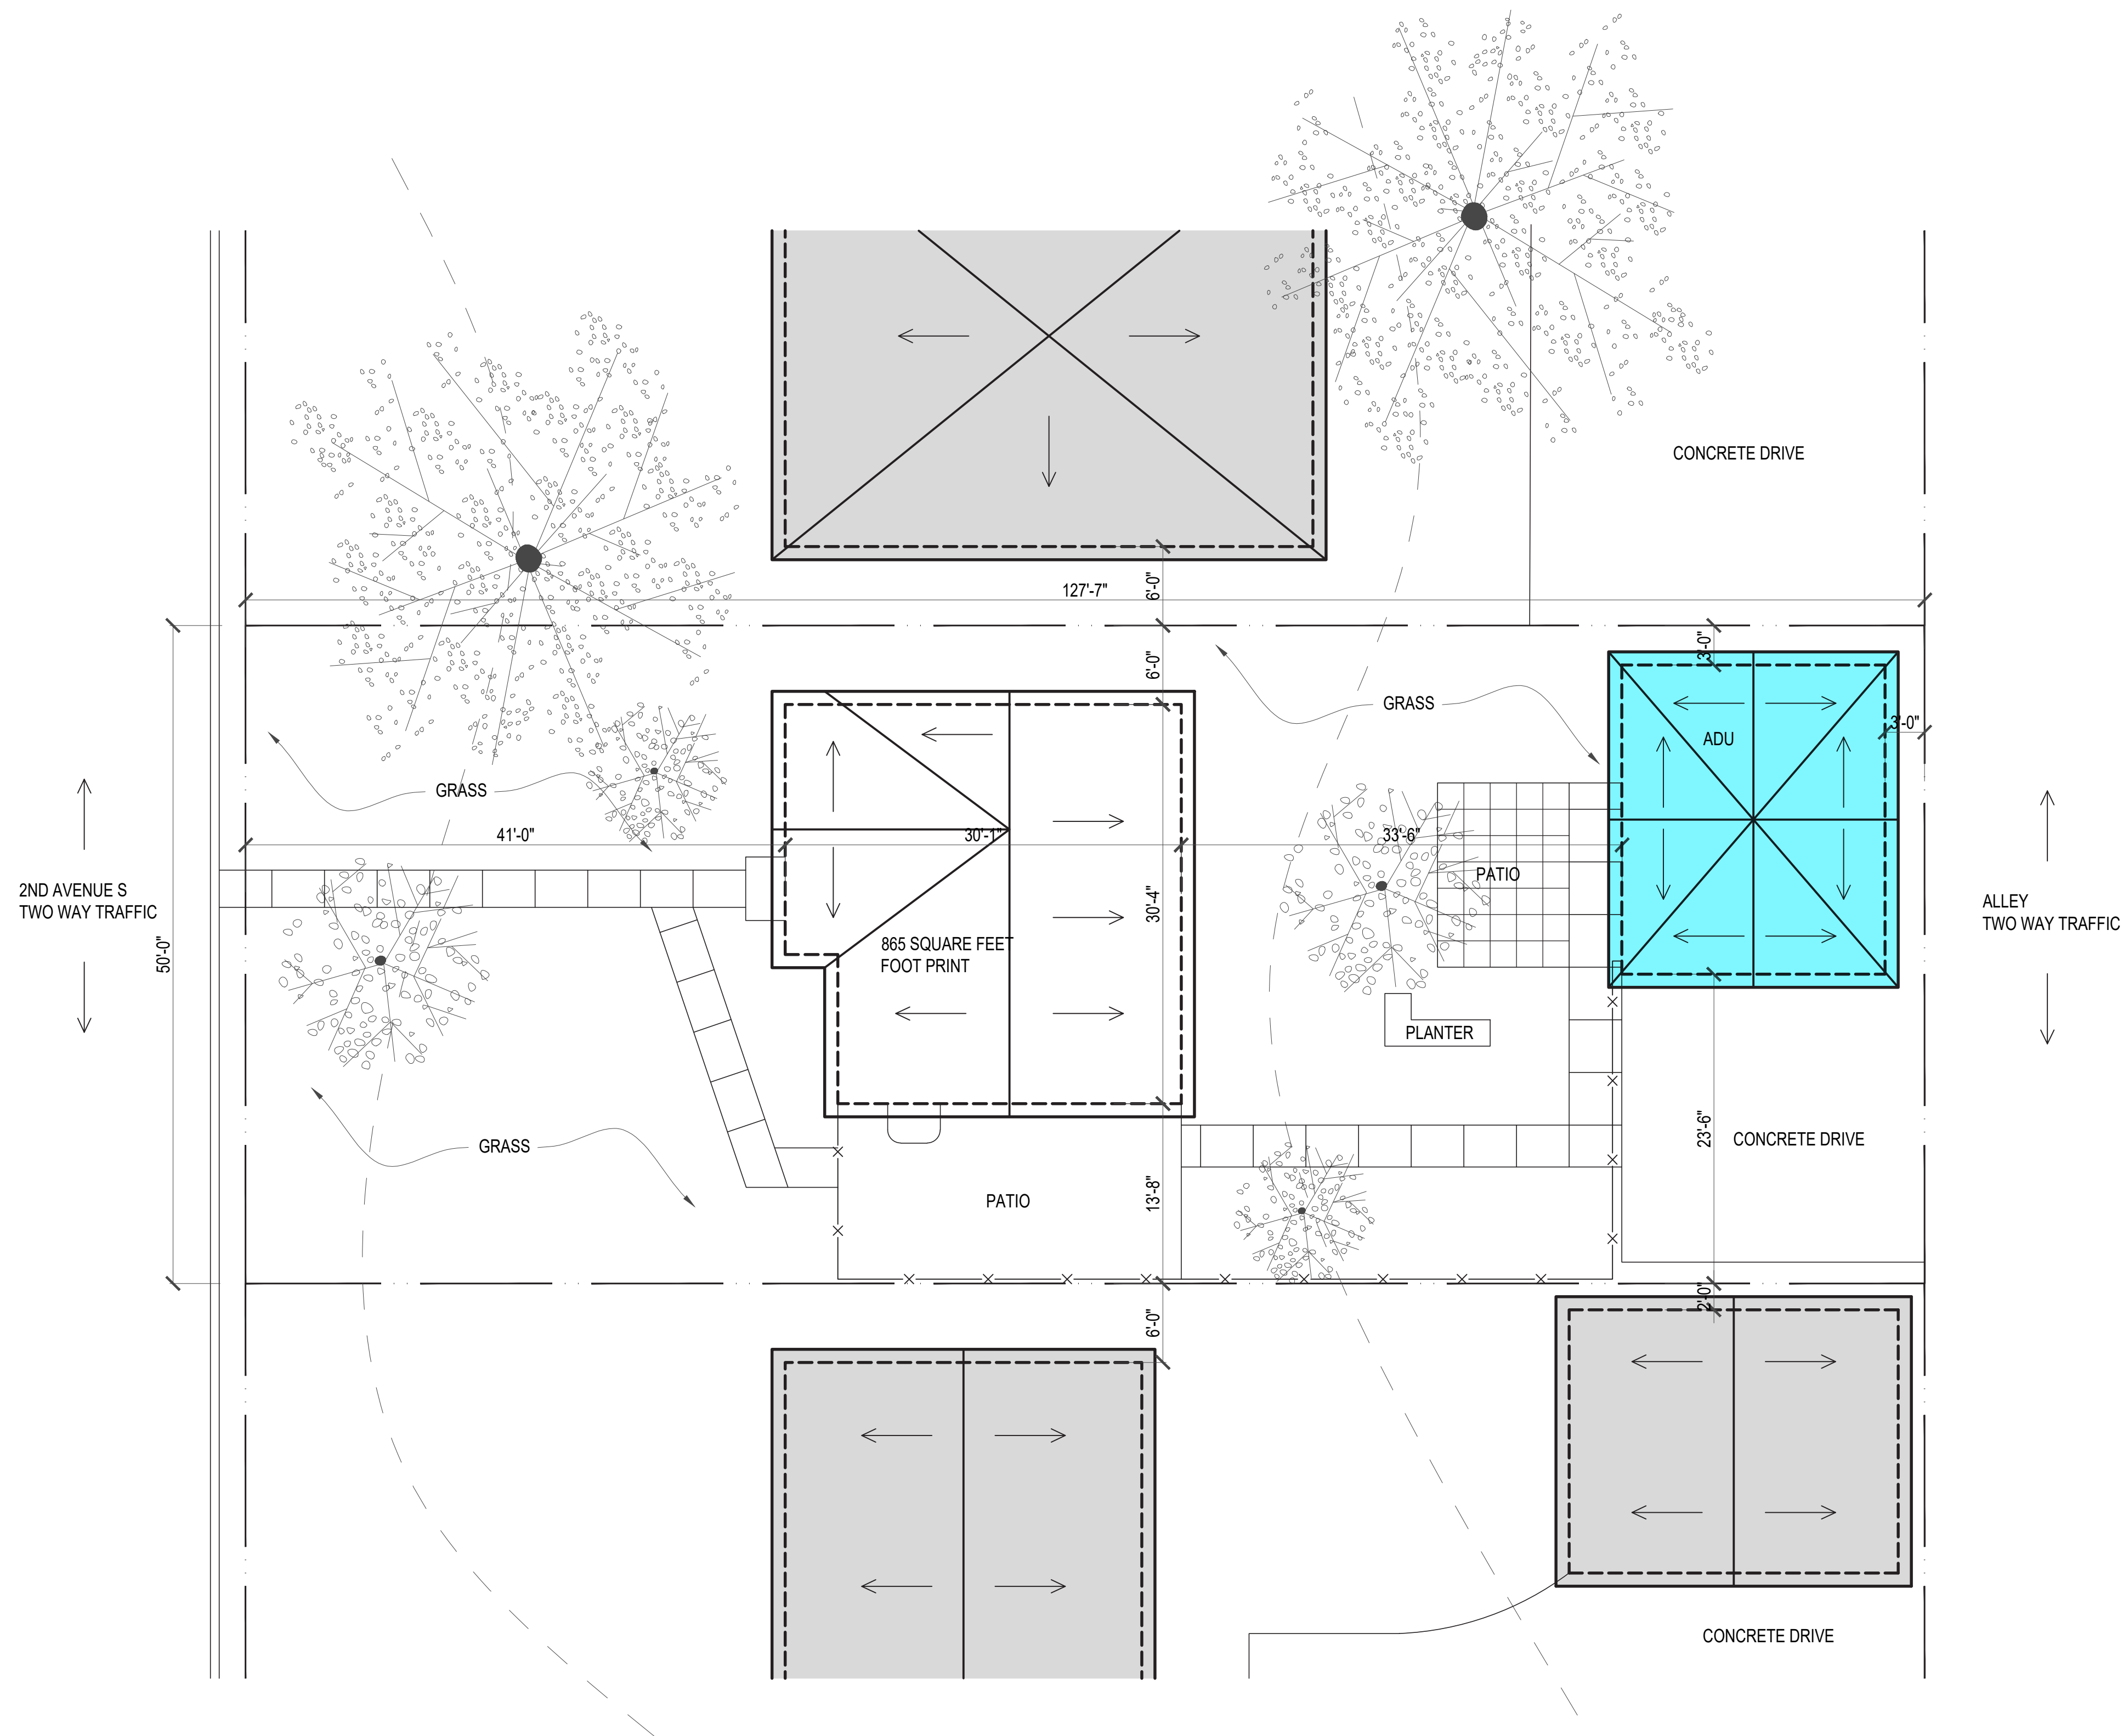 CONCRETE DRIVE
127'-7"
6'-0"
6'-0"
3'-0"
GRASS
3'-0"
ADU
GRASS
41'-0"
30'-1"
33'-6"
PATIO
2ND AVENUE S
TWO WAY TRAFFIC
ALLEY
TWO WAY TRAFFIC
50'-0"
30'-4"
865 SQUARE FEET
FOOT PRINT
PLANTER
GRASS
23'-6"
CONCRETE DRIVE
PATIO
13'-8"
2'-0"
6'-0"
CONCRETE DRIVE